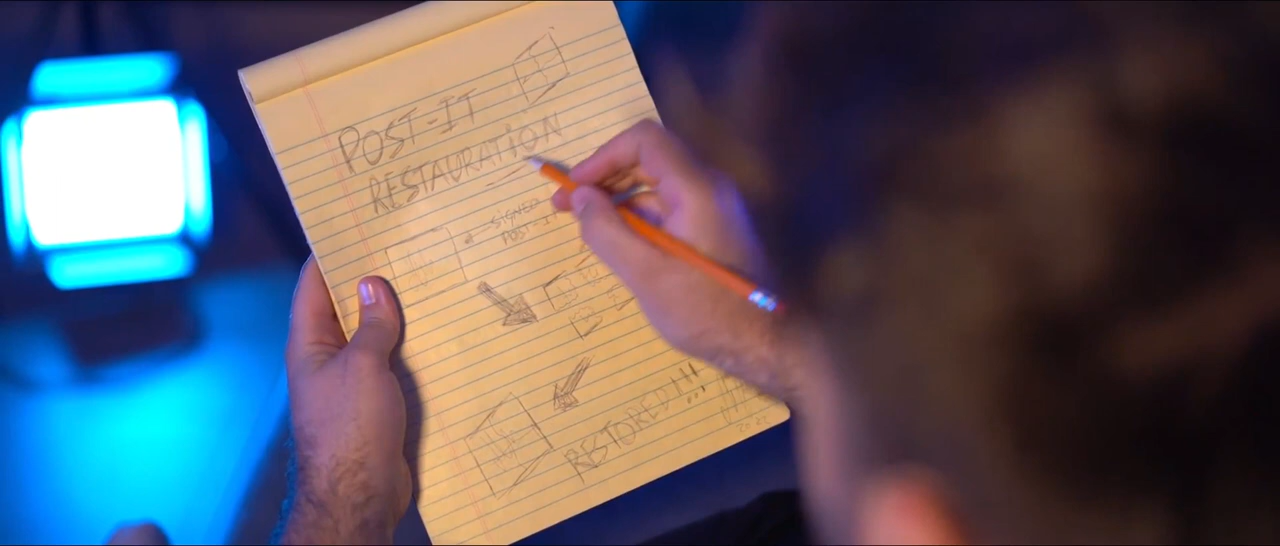 POST-IT
RESTAURATION
SIGNED
POST-IT
RESTORED!!!